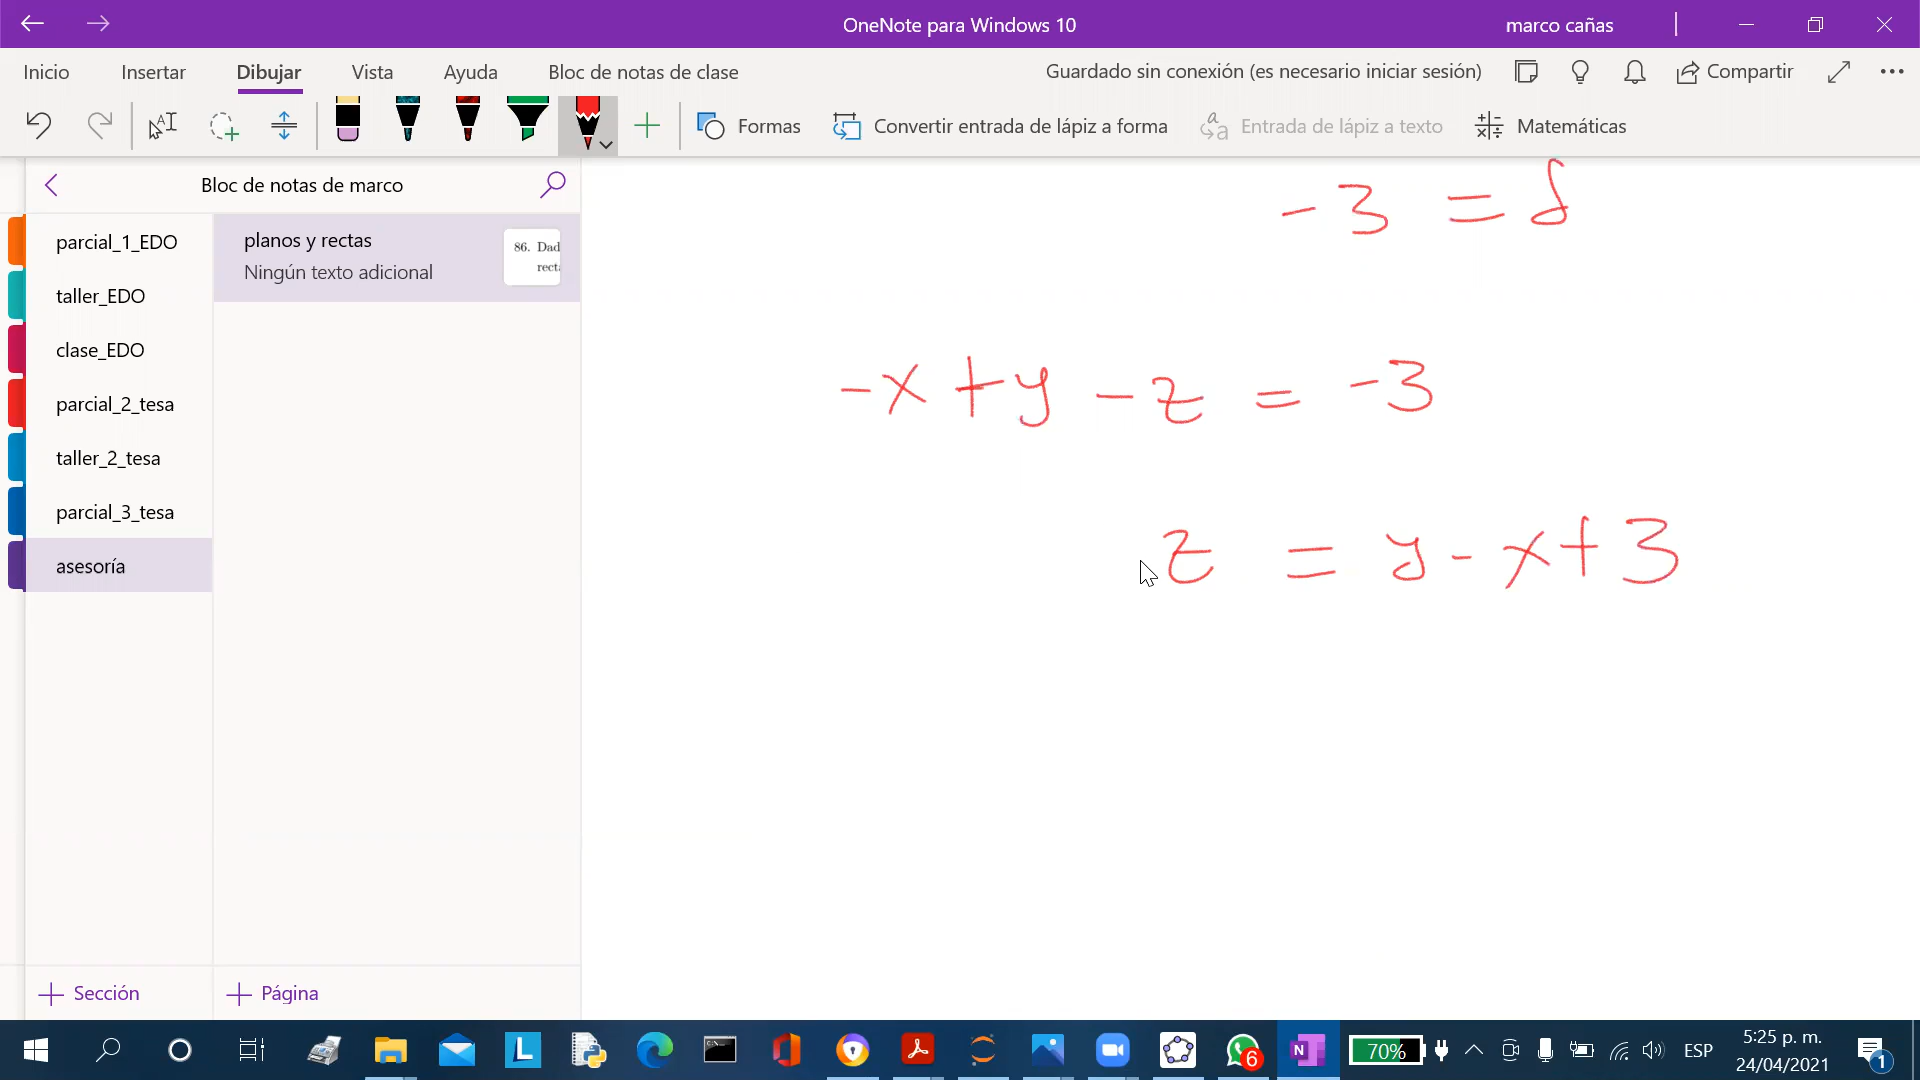 OneNote para Windows 10
marco cañas
Inicio Insertar Dibujar Vista Ayuda Bloc de notas de clase
Guardado sin conexión (es necesario iniciar sesión)
Compartir
Formas
Convertir entrada de lápiz a forma
Entrada de lápiz a texto
Matemáticas
Bloc de notas de marco
parcial_1_EDO
taller_EDO
clase_EDO
parcial_2_tesa
taller_2_tesa
parcial_3_tesa
asesoría
planos y rectas
Ningún texto adicional
86. Dad
rect
-3 = δ
-x + y - z = -3
z = y - x + 3
Sección
Página
70%
6
ESP
5:25 p. m.
24/04/2021
1